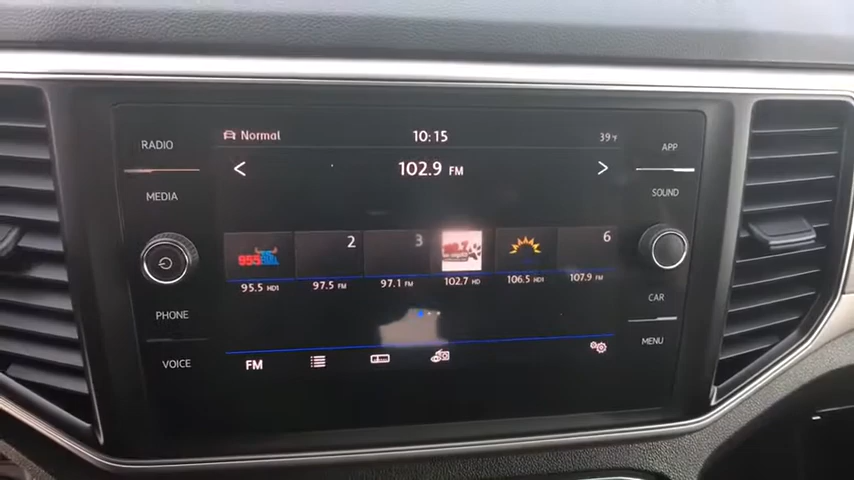 RADIO
MEDIA
PHONE
VOICE
Normal
10:15
39°F
102.9 FM
955
2
3
102.7
6
95.5 HD1
97.5 FM
97.1 FM
102.7 HD
106.5 HD1
107.9 FM
FM
APP
SOUND
CAR
MENU